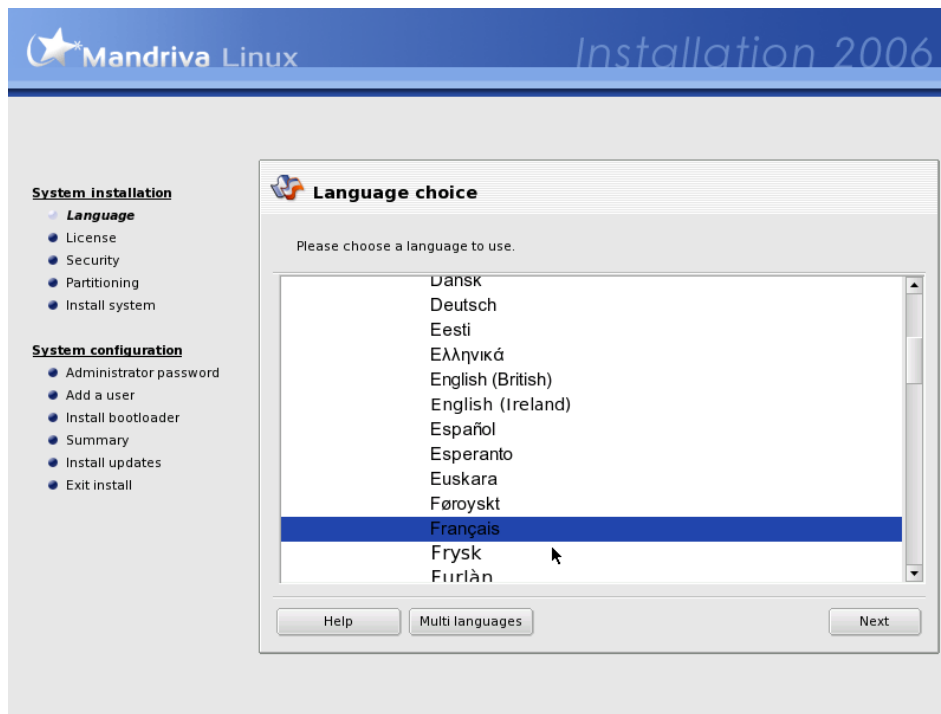 Mandriva Linux
Installation 2006
System installation
Language
License
Security
Partitioning
Install system
System configuration
Administrator password
Add a user
Install bootloader
Summary
Install updates
Exit install
Language choice
Please choose a language to use.
Dansk
Deutsch
Eesti
Ελληνικά
English (British)
English (Ireland)
Español
Esperanto
Euskara
Føroyskt
Français
Frysk
Furlàn
Help
Multi languages
Next